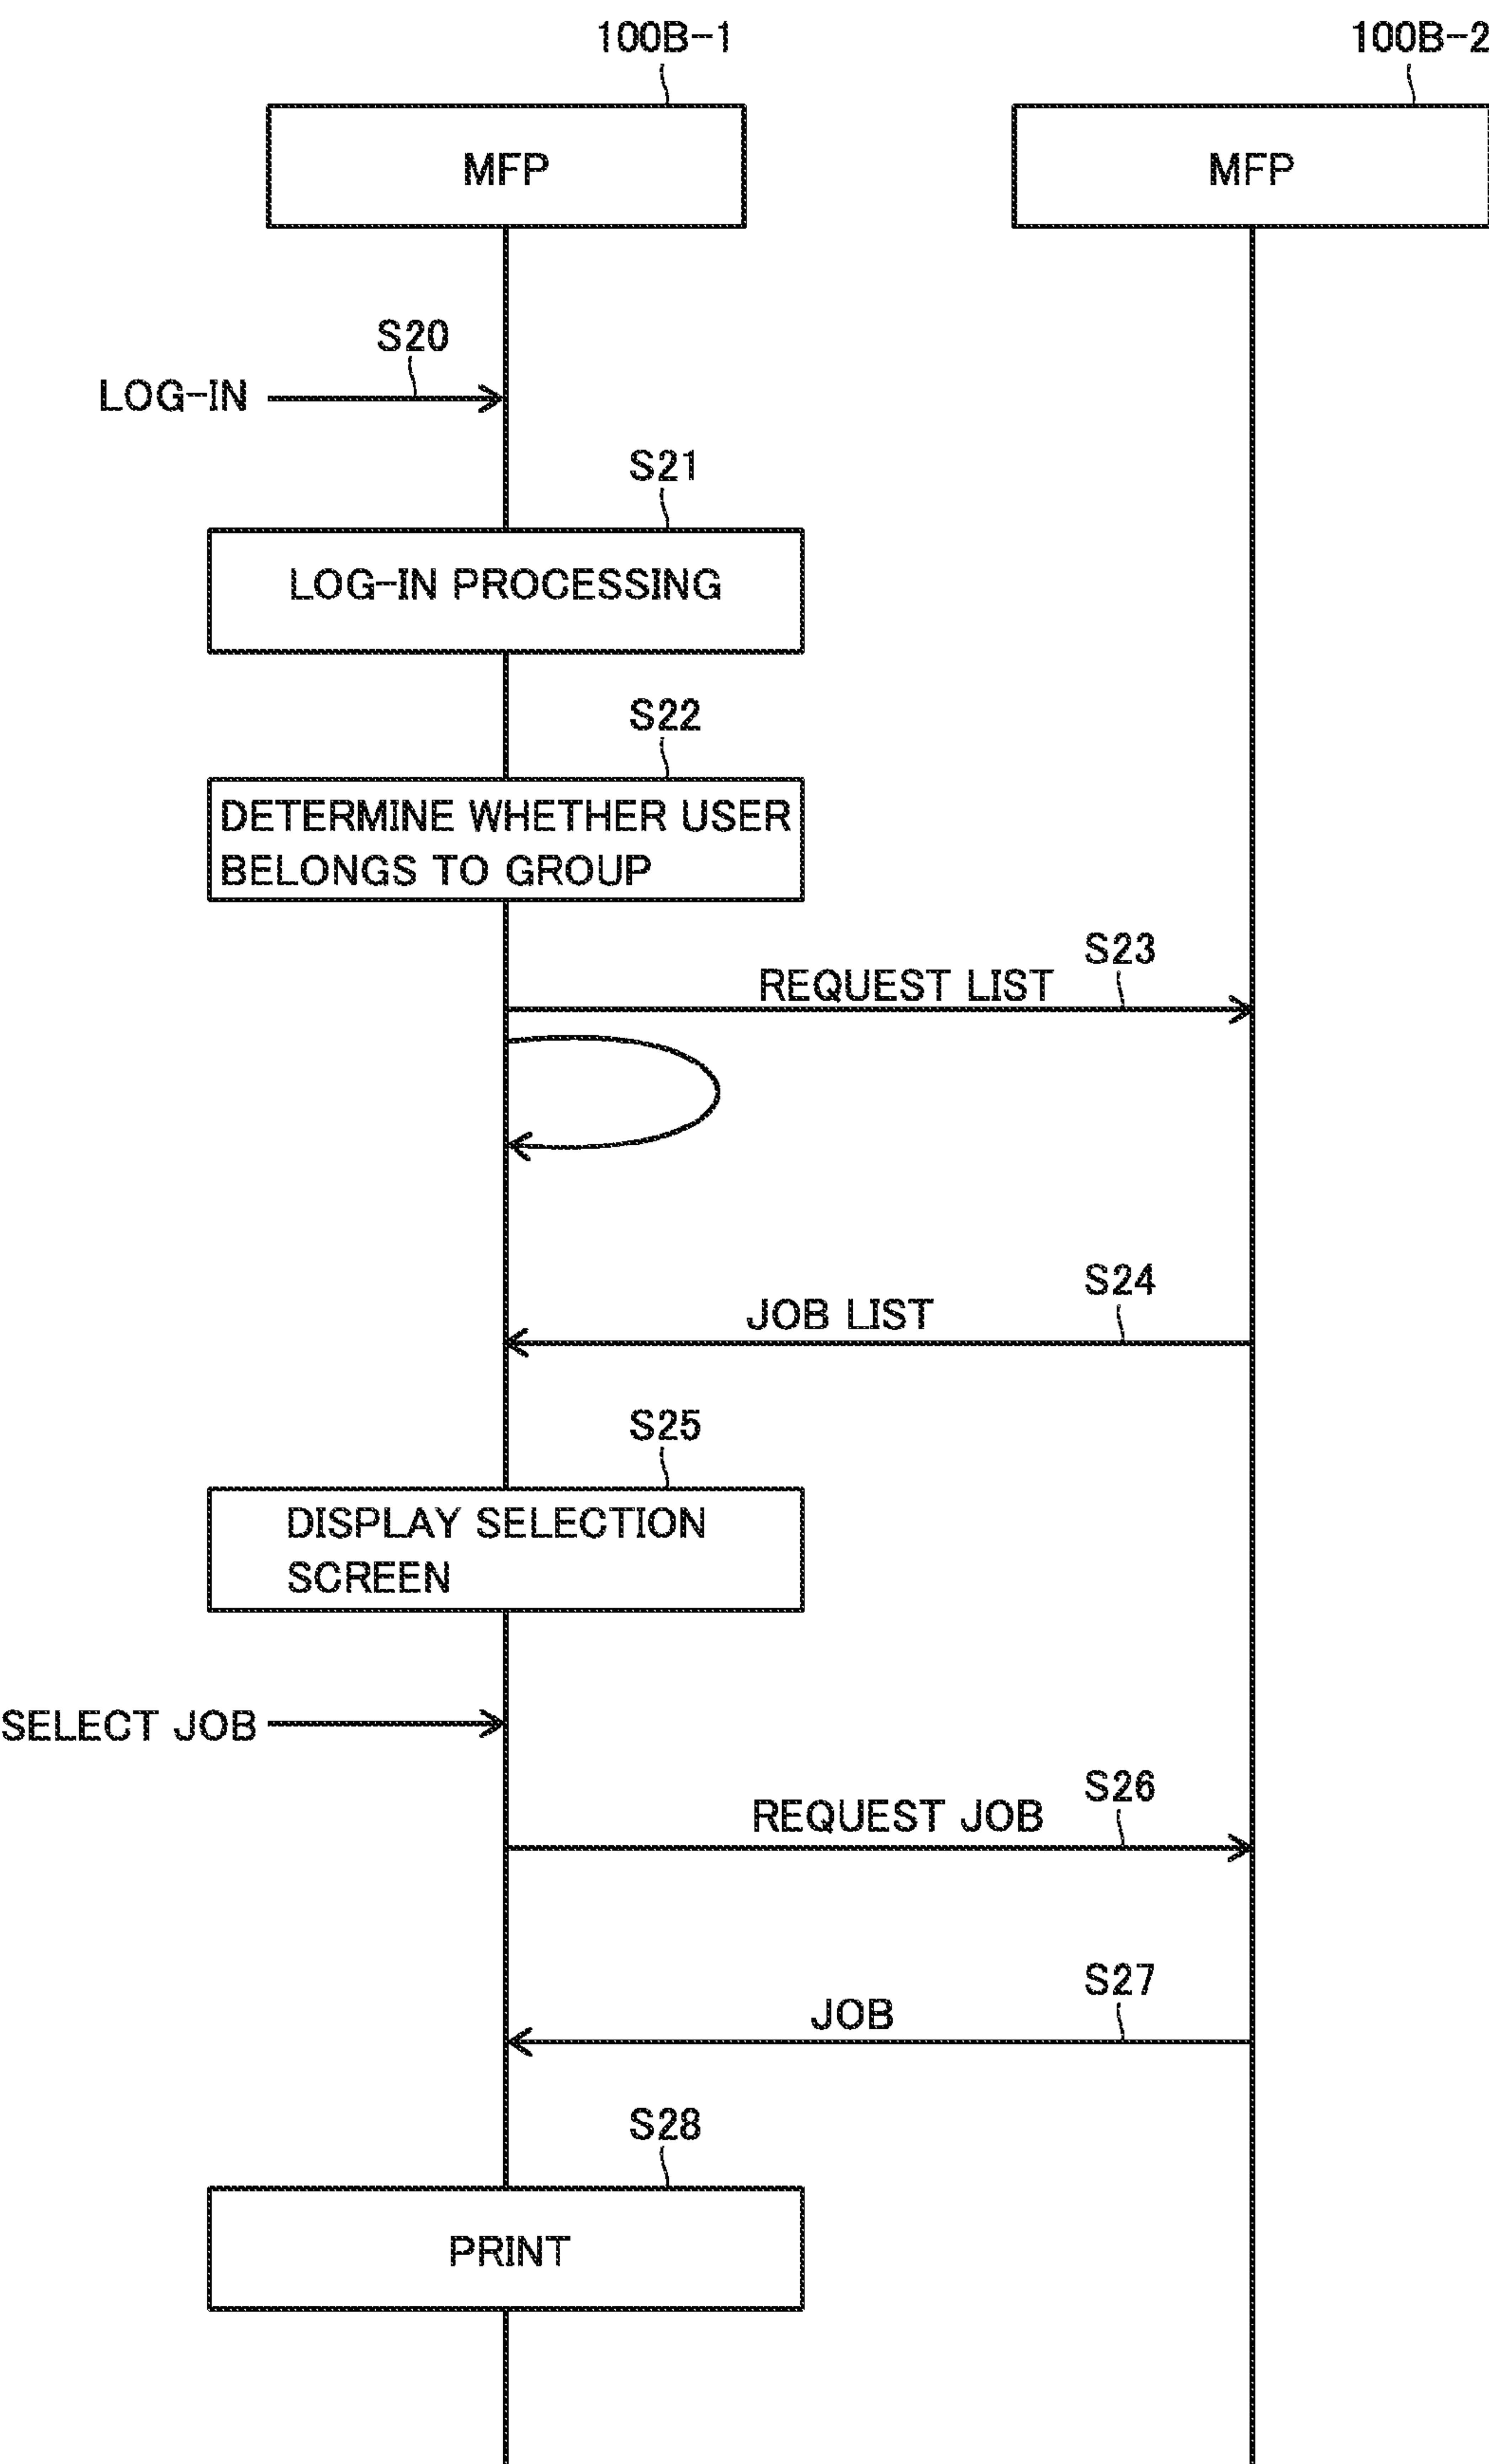 100B-1
100B-2
MFP
MFP
S20
LOG-IN
S21
LOG-IN PROCESSING
S22
DETERMINE WHETHER USER
BELONGS TO GROUP
S23
REQUEST LIST
S24
JOB LIST
S25
DISPLAY SELECTION
SCREEN
SELECT JOB
S26
REQUEST JOB
S27
JOB
S28
PRINT